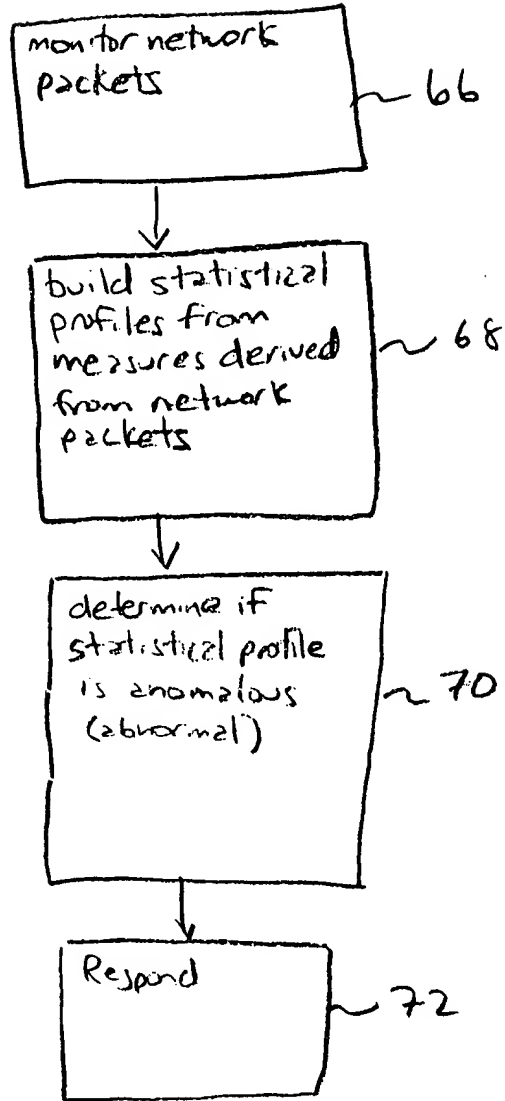 monitor network
packets
66
build statistical
profiles from
measures derived
from network
packets
68
determine if
statistical profile
is anomalous
(abnormal)
70
Respond
72